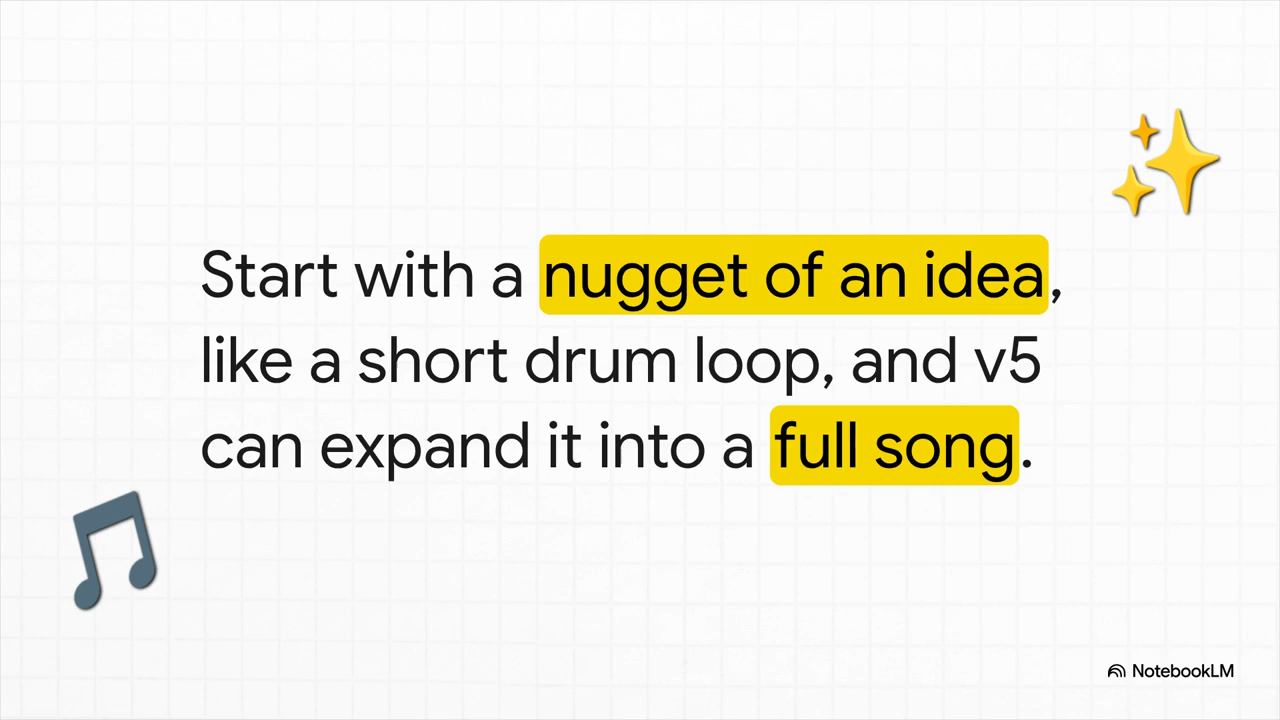 Start with a nugget of an idea,
like a short drum loop, and v5
can expand it into a full song.
NotebookLM